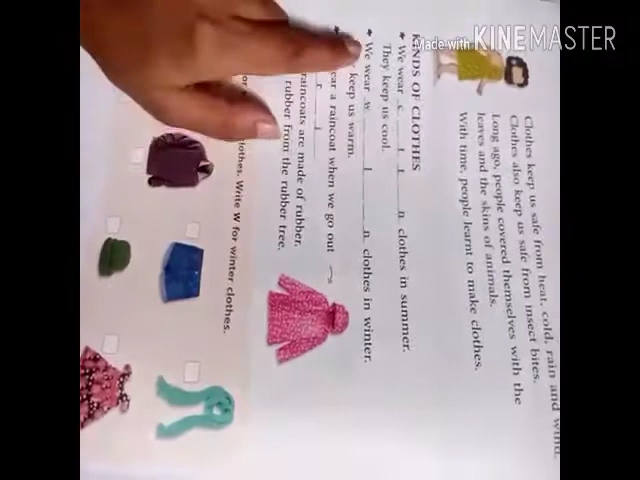 Made with KINEMASTER
Clothes keep us safe from heat, cold, rain and wind.
Clothes also keep us safe from insect bites.
Long ago, people covered themselves with the
leaves and the skins of animals.
With time, people learnt to make clothes.
KINDS OF CLOTHES
We wear c t t n clothes in summer.
They keep us cool.
We wear w l n clothes in winter.
keep us warm.
a raincoat when we go out
r i
raincoats are made of rubber.
rubber from the rubber tree.
clothes. Write W for winter clothes.